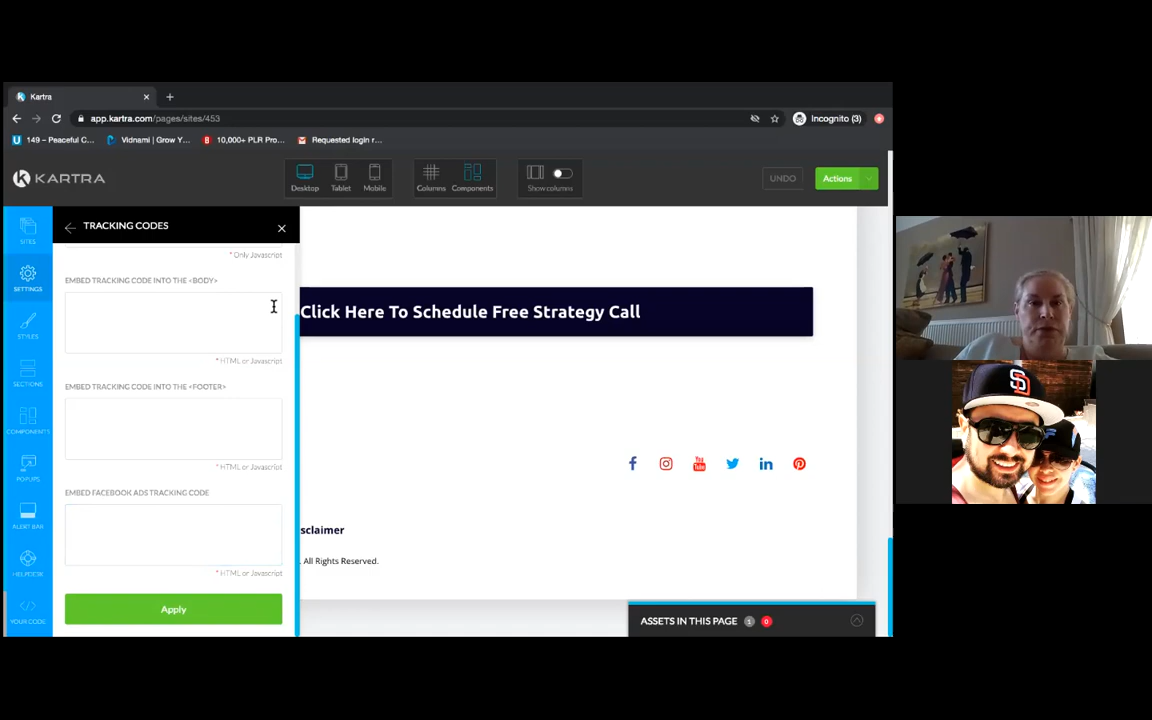 Kartra
app.kartra.com/pages/sites/453
Incognito (3)
149 – Peaceful C...
Vidnami | Grow Y...
10,000+ PLR Pro...
Requested login r...
KARTRA
Desktop
Tablet
Mobile
Columns
Components
Show columns
UNDO
Actions
SITES
SETTINGS
STYLES
SECTIONS
COMPONENTS
POPUPS
ALERT BAR
HELPDESK
YOUR CODE
TRACKING CODES
* Only Javascript
EMBED TRACKING CODE INTO THE <BODY>
* HTML or Javascript
EMBED TRACKING CODE INTO THE <FOOTER>
* HTML or Javascript
EMBED FACEBOOK ADS TRACKING CODE
* HTML or Javascript
Apply
Click Here To Schedule Free Strategy Call
sclaimer
. All Rights Reserved.
ASSETS IN THIS PAGE 1 0